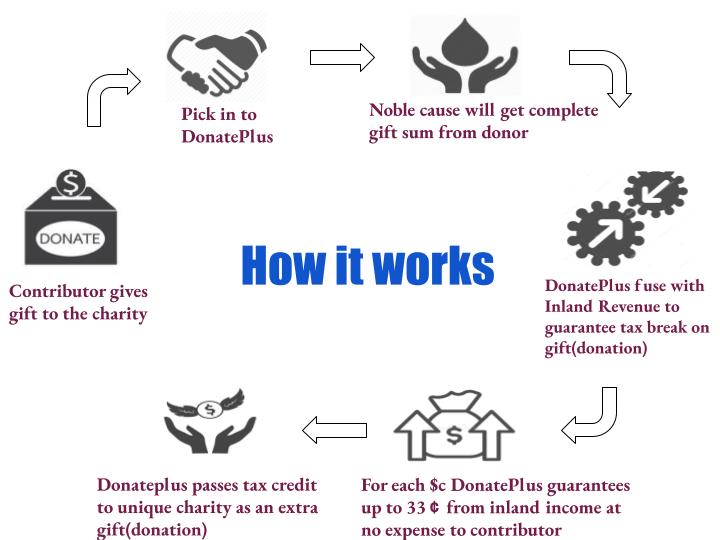 Pick in to
DonatePlus
Noble cause will get complete
gift sum from donor
$
DONATE
Contributor gives
gift to the charity
How it works
DonatePlus fuse with
Inland Revenue to
guarantee tax break on
gift(donation)
$
Donateplus passes tax credit
to unique charity as an extra
gift(donation)
$
For each $c DonatePlus guarantees
up to 33 ¢ from inland income at
no expense to contributor